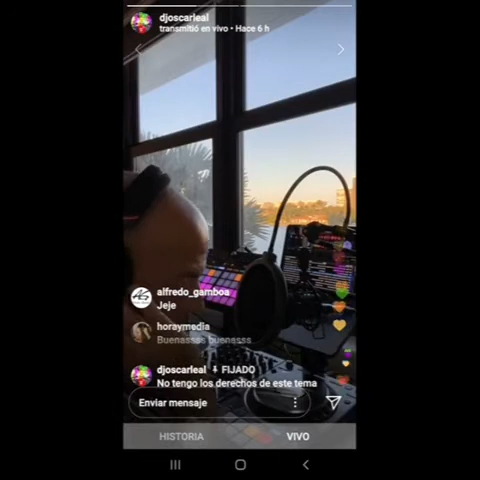 djoscarleal
transmitió en vivo • Hace 6 h
alfredo_gamboa
Jeje
horaymedia
Buenassss buenesss
djoscarleal FIJADO
No tengo los derechos de este tema
Enviar mensaje
HISTORIA VIVO